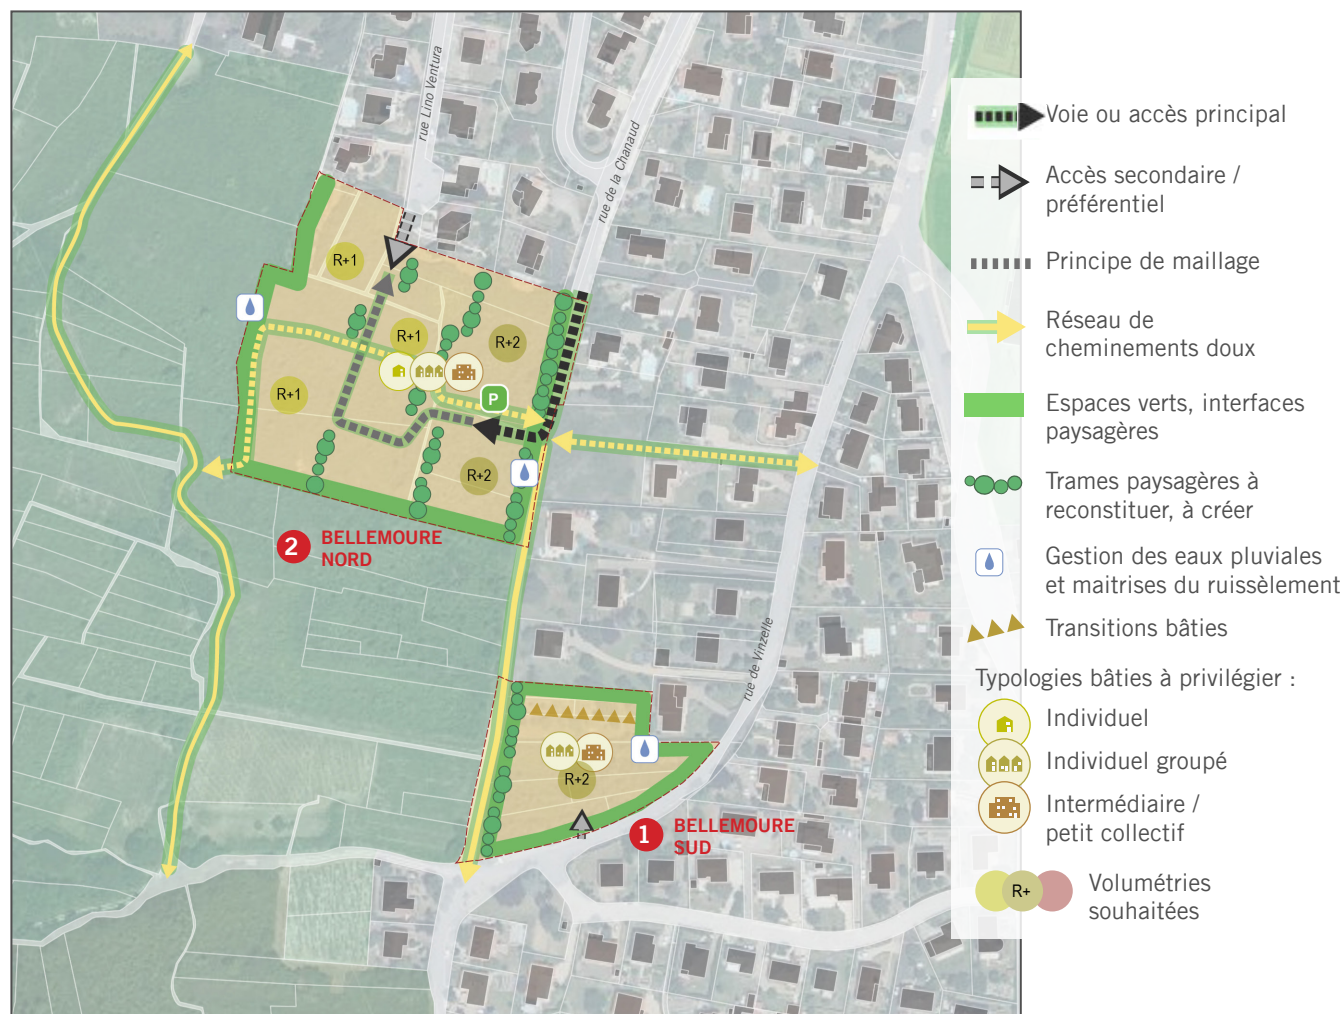 rue Lino Ventura
rue de la Chanaud
R+1
R+1
R+2
R+1
P
R+2
2 BELLEMOURE
NORD
rue de Vinzelle
R+2
1 BELLEMOURE
SUD
Voie ou accès principal
Accès secondaire /
préférentiel
Principe de maillage
Réseau de
cheminements doux
Espaces verts, interfaces
paysagères
Trames paysagères à
reconstituer, à créer
Gestion des eaux pluviales
et maitrises du ruissèlement
Transitions bâties
Typologies bâties à privilégier :
Individuel
Individuel groupé
Intermédiaire /
petit collectif
R+
Volumétries
souhaitées